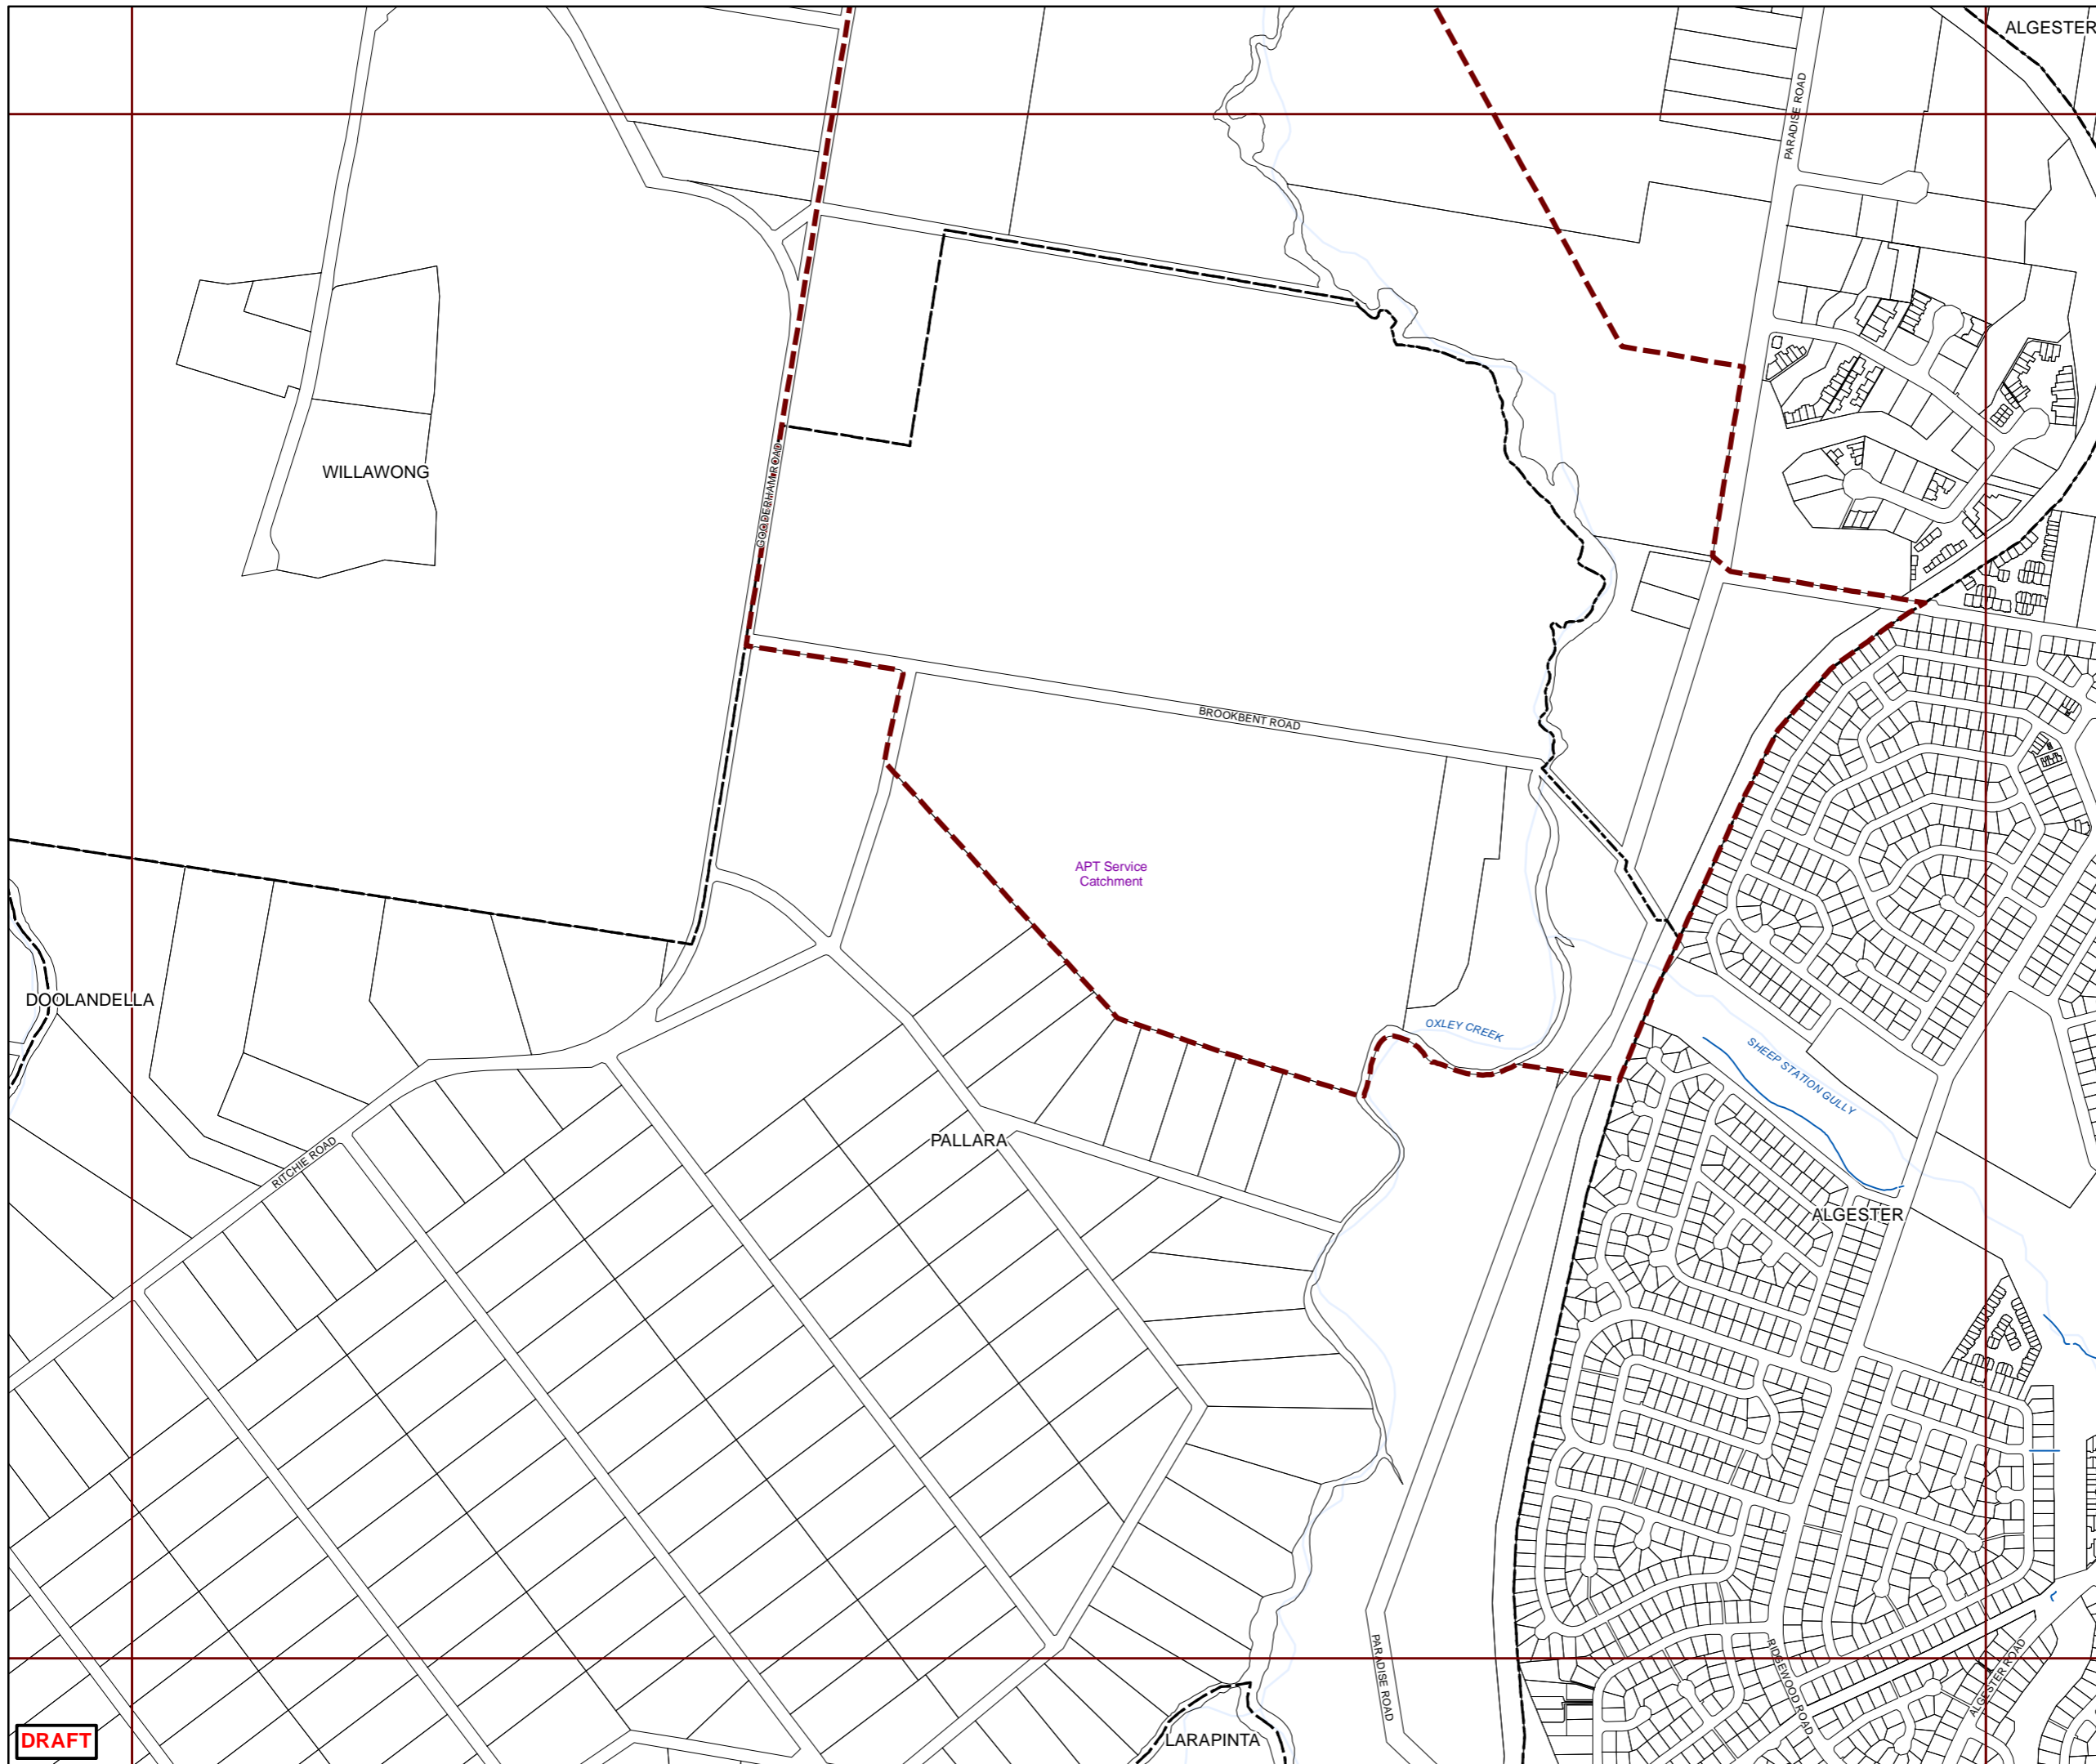 ALGESTER
PARADISE ROAD
WILLAWONG
GOODERHAM ROAD
BROOKBENT ROAD
APT Service
Catchment
DOOLANDELLA
OXLEY CREEK
SHEEP STATION GULLY
PALLARA
RITCHIE ROAD
ALGESTER
PARADISE ROAD
RIDGEWOOD ROAD
ALGESTER ROAD
DRAFT
LARAPINTA